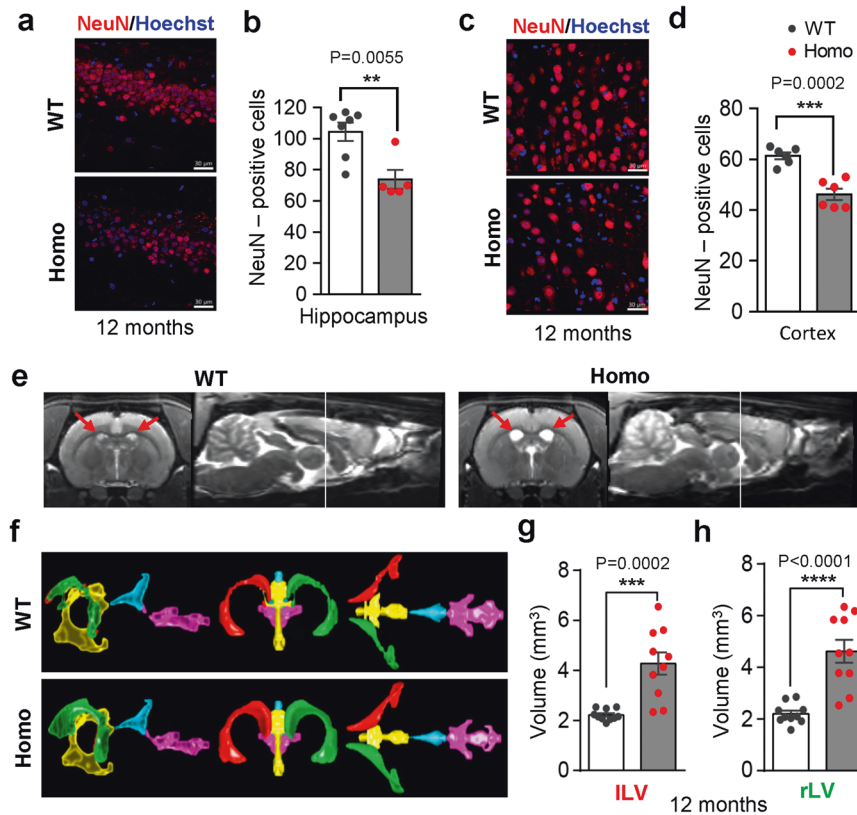 a
NeuN/Hoechst
WT
30 μm
Homo
30 μm
12 months
b
P=0.0055
**
NeuN – positive cells
120
100
80
60
40
20
0
Hippocampus
c
NeuN/Hoechst
WT
30 μm
Homo
30 μm
12 months
d
WT
Homo
P=0.0002
***
NeuN – positive cells
80
60
40
20
0
Cortex
e
WT
Homo
f
WT
Homo
g
P=0.0002
***
Volume (mm³)
8
6
4
2
0
lLV
h
P<0.0001
****
Volume (mm³)
8
6
4
2
0
rLV
12 months